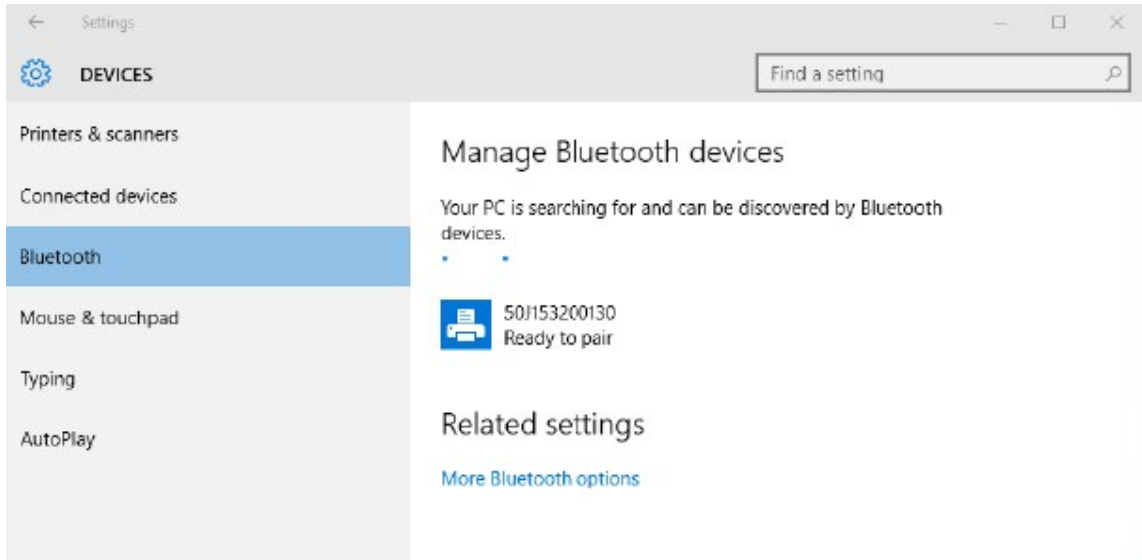 Settings
DEVICES
Find a setting
Printers & scanners
Connected devices
Bluetooth
Mouse & touchpad
Typing
AutoPlay
Manage Bluetooth devices
Your PC is searching for and can be discovered by Bluetooth
devices.
50J153200130
Ready to pair
Related settings
More Bluetooth options